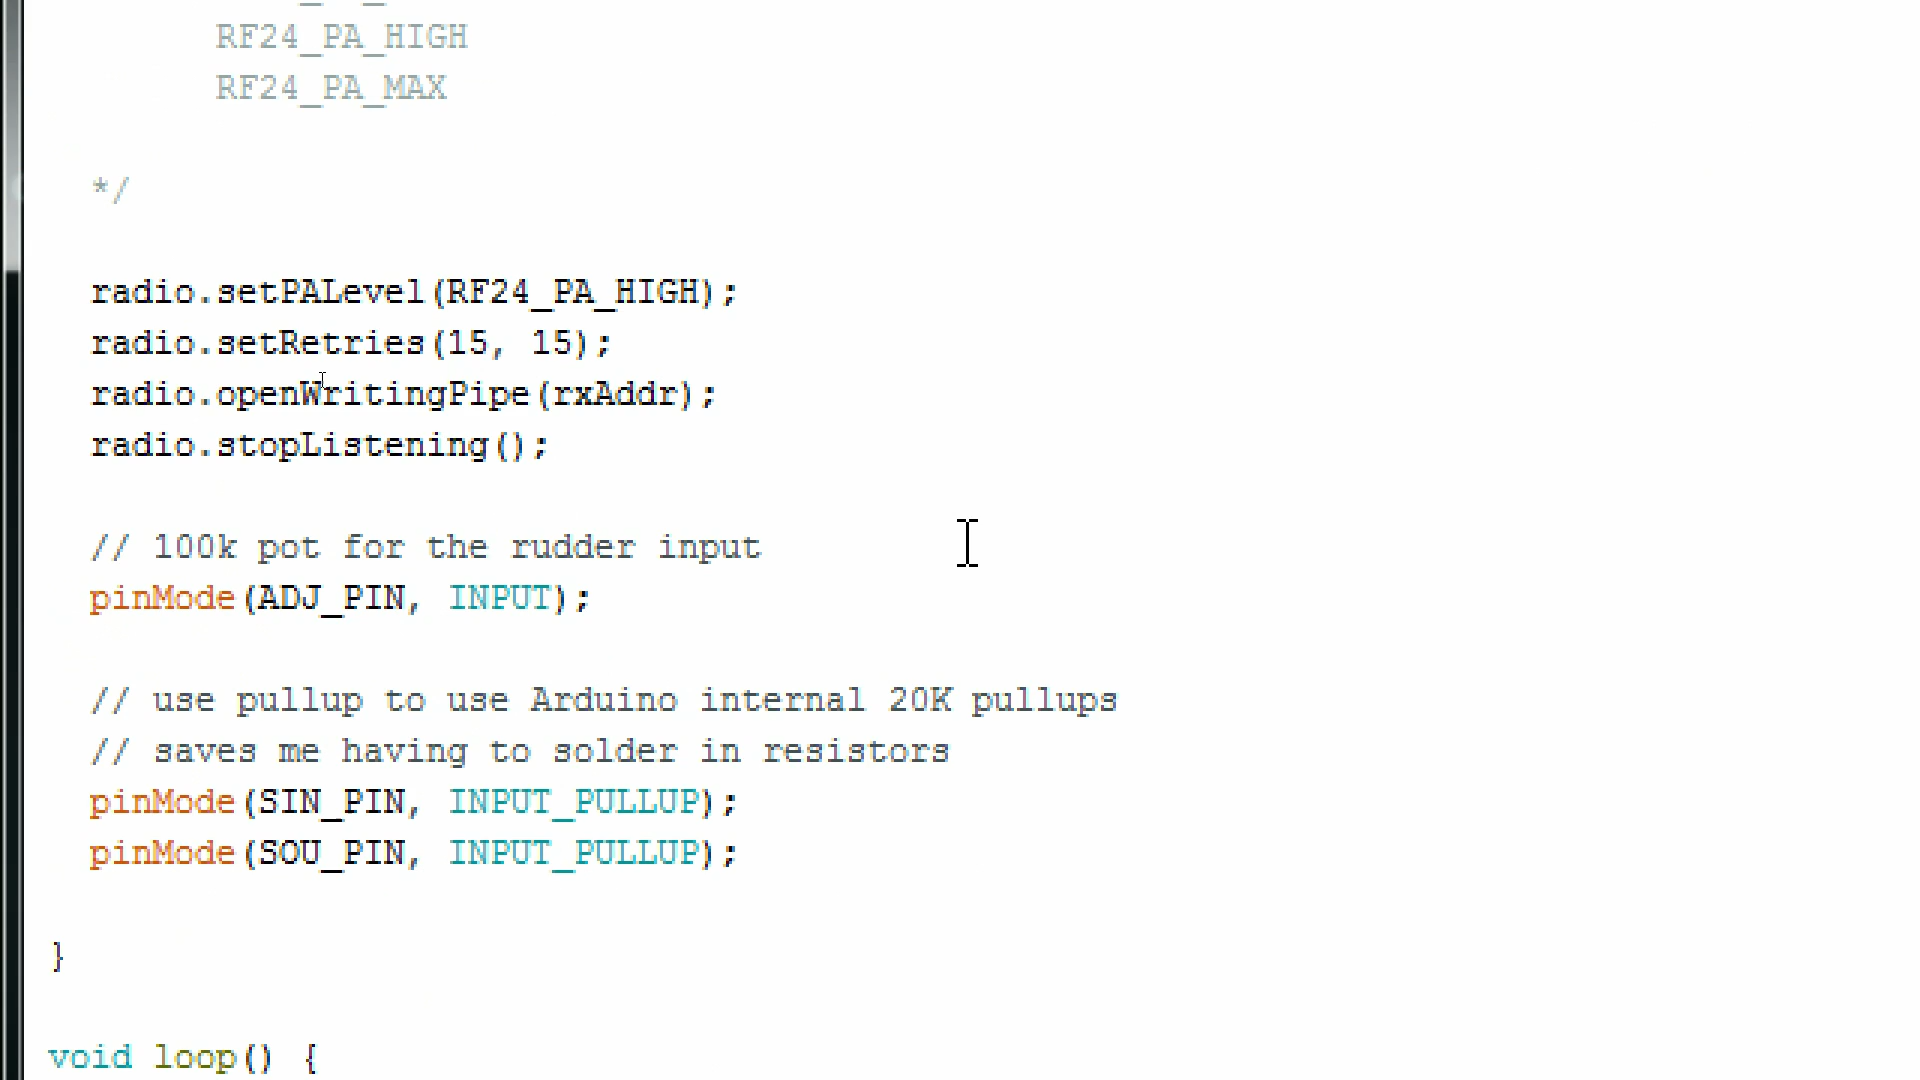 RF24_PA_HIGH
RF24_PA_MAX
*/
radio.setPALevel(RF24_PA_HIGH);
radio.setRetries(15, 15);
radio.openWritingPipe(rxAddr);
radio.stopListening();
// 100k pot for the rudder input
pinMode(ADJ_PIN, INPUT);
// use pullup to use Arduino internal 20K pullups
// saves me having to solder in resistors
pinMode(SIN_PIN, INPUT_PULLUP);
pinMode(SOU_PIN, INPUT_PULLUP);
}
void loop() {